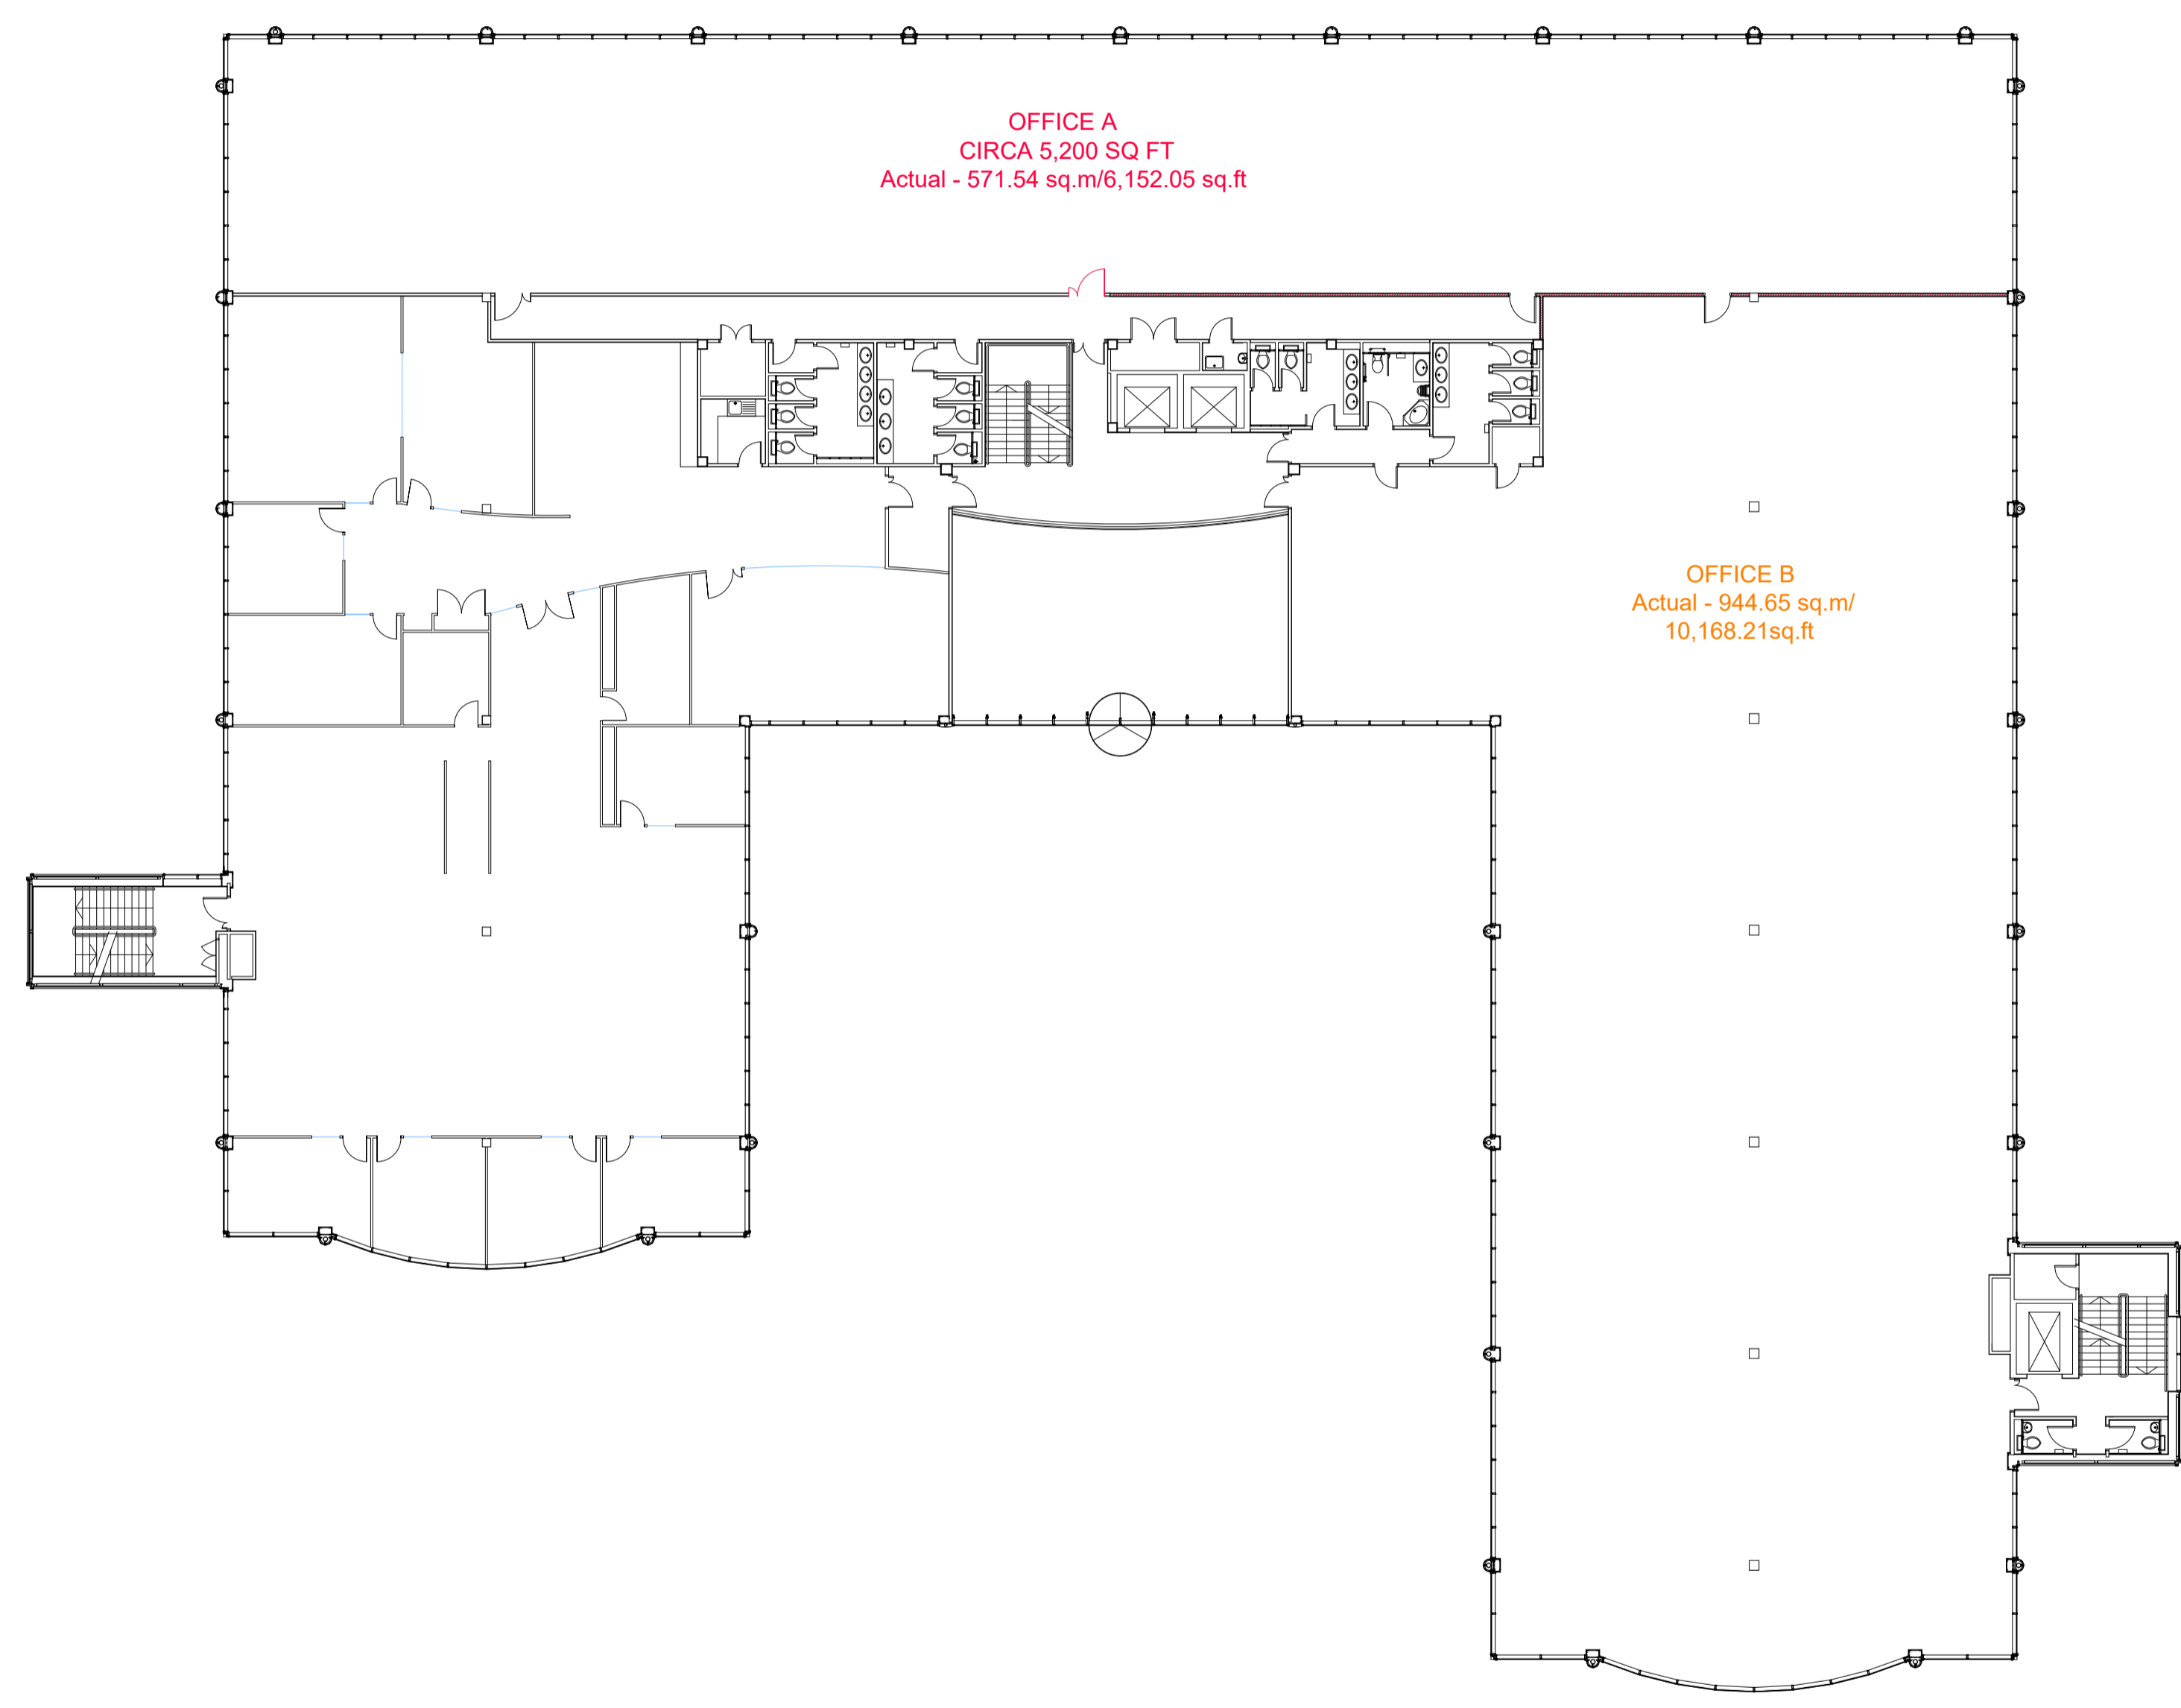 OFFICE A
CIRCA 5,200 SQ FT
Actual - 571.54 sq.m/6,152.05 sq.ft
OFFICE B
Actual - 944.65 sq.m/
10,168.21sq.ft